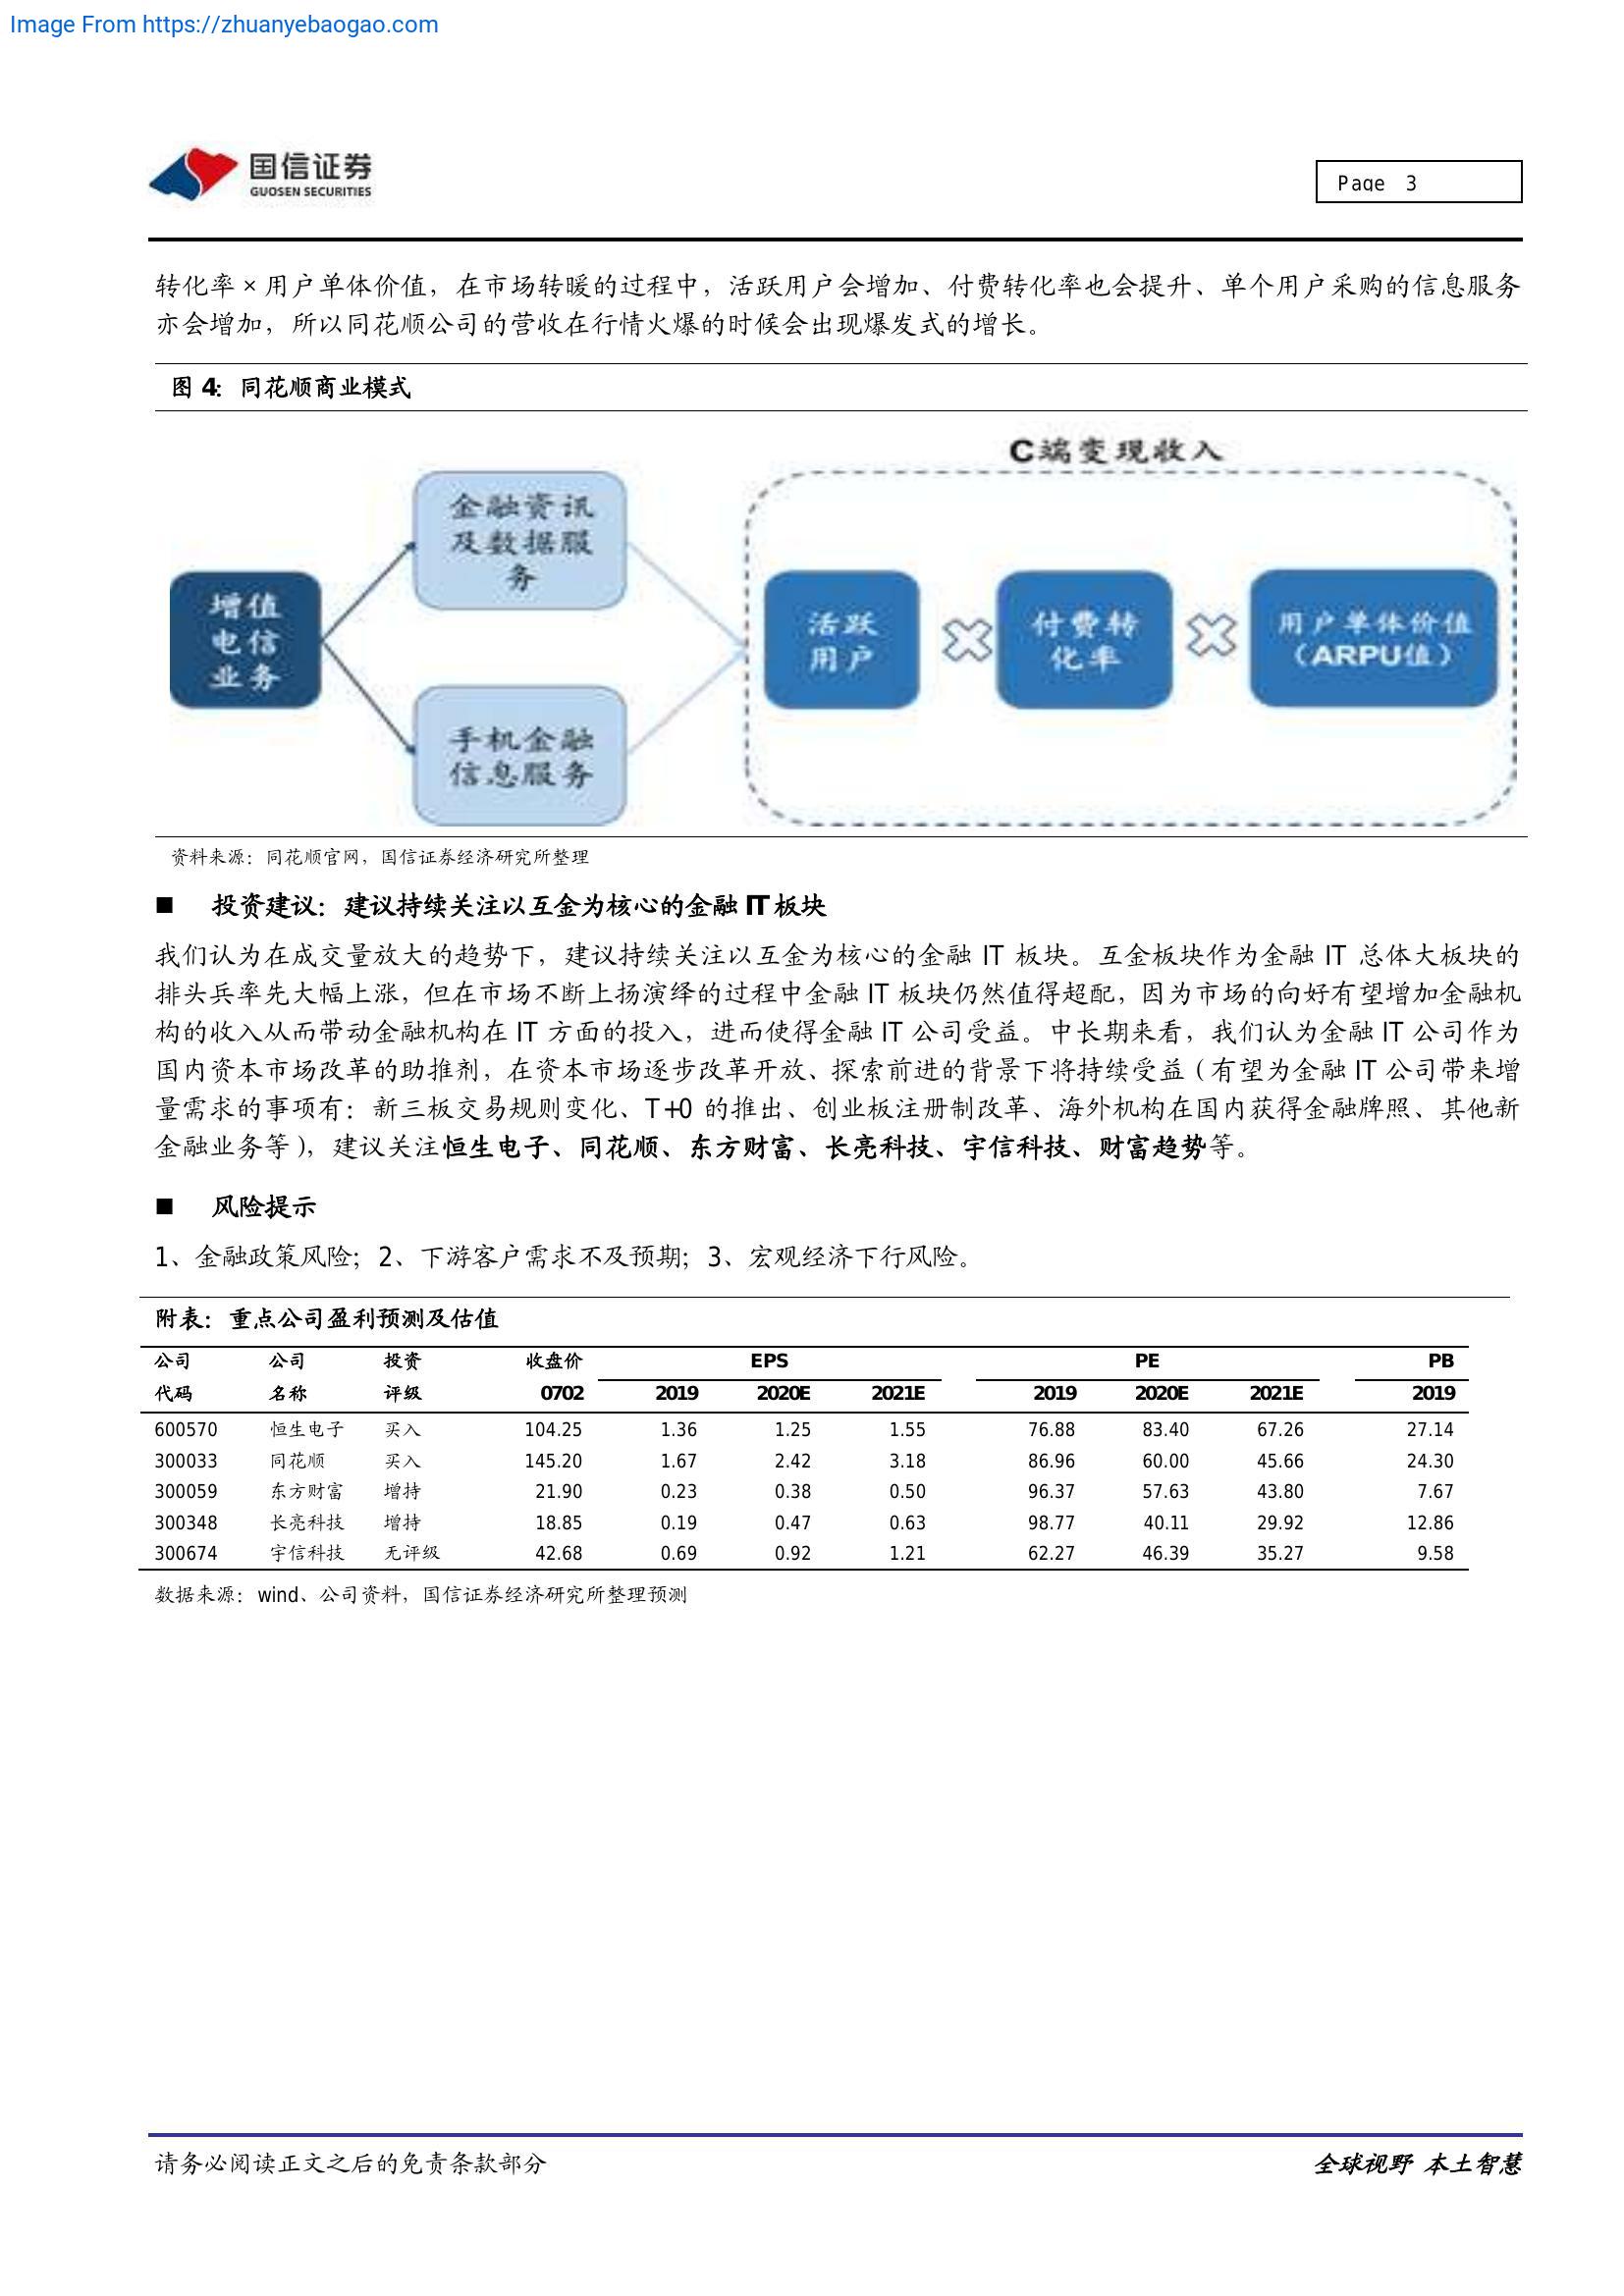 Image From https://zhuanyebaogao.com
国信证券
GUOSEN SECURITIES
Page 3
转化率×用户单体价值，在市场转暖的过程中，活跃用户会增加、付费转化率也会提升、单个用户采购的信息服务
亦会增加，所以同花顺公司的营收在行情火爆的时候会出现爆发式的增长。
图 4：同花顺商业模式
C端变现收入
增值
电信
业务
金融资讯
及数据服
务
手机金融
信息服务
活跃
用户
付费转
化率
用户单体价值
（ARPU值）
资料来源：同花顺官网，国信证券经济研究所整理
■ 投资建议：建议持续关注以互金为核心的金融 IT 板块
我们认为在成交量放大的趋势下，建议持续关注以互金为核心的金融 IT 板块。互金板块作为金融 IT 总体大板块的
排头兵率先大幅上涨，但在市场不断上扬演绎的过程中金融 IT 板块仍然值得超配，因为市场的向好有望增加金融机
构的收入从而带动金融机构在 IT 方面的投入，进而使得金融 IT 公司受益。中长期来看，我们认为金融 IT 公司作为
国内资本市场改革的助推剂，在资本市场逐步改革开放、探索前进的背景下将持续受益（有望为金融 IT 公司带来增
量需求的事项有：新三板交易规则变化、T+0 的推出、创业板注册制改革、海外机构在国内获得金融牌照、其他新
金融业务等），建议关注恒生电子、同花顺、东方财富、长亮科技、宇信科技、财富趋势等。
■ 风险提示
1、金融政策风险；2、下游客户需求不及预期；3、宏观经济下行风险。
附表：重点公司盈利预测及估值
公司 公司 投资 收盘价 EPS PE PB
代码 名称 评级 0702 2019 2020E 2021E 2019 2020E 2021E 2019
600570 恒生电子 买入 104.25 1.36 1.25 1.55 76.88 83.40 67.26 27.14
300033 同花顺 买入 145.20 1.67 2.42 3.18 86.96 60.00 45.66 24.30
300059 东方财富 增持 21.90 0.23 0.38 0.50 96.37 57.63 43.80 7.67
300348 长亮科技 增持 18.85 0.19 0.47 0.63 98.77 40.11 29.92 12.86
300674 宇信科技 无评级 42.68 0.69 0.92 1.21 62.27 46.39 35.27 9.58
数据来源：wind、公司资料，国信证券经济研究所整理预测
请务必阅读正文之后的免责条款部分
全球视野 本土智慧